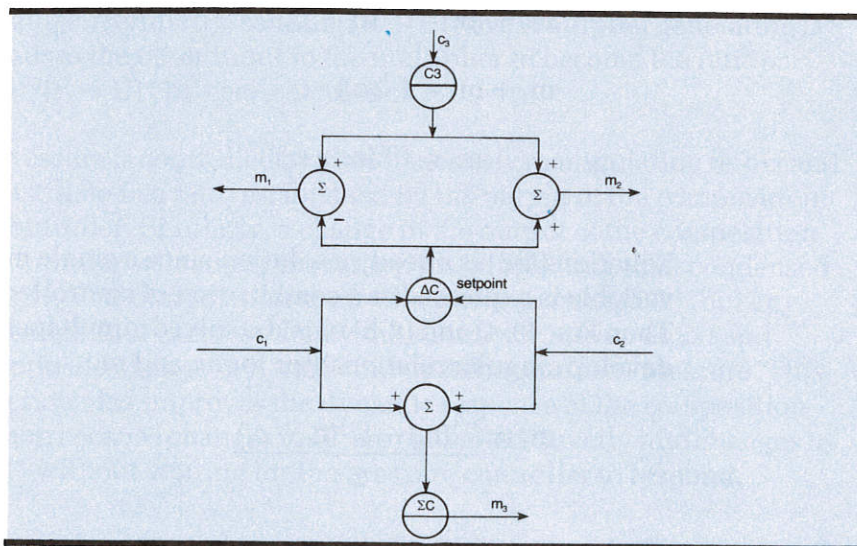 c₃
C3
+ +
m₁ Σ Σ m₂
− +
ΔC setpoint
c₁ c₂
+ Σ +
ΣC m₃